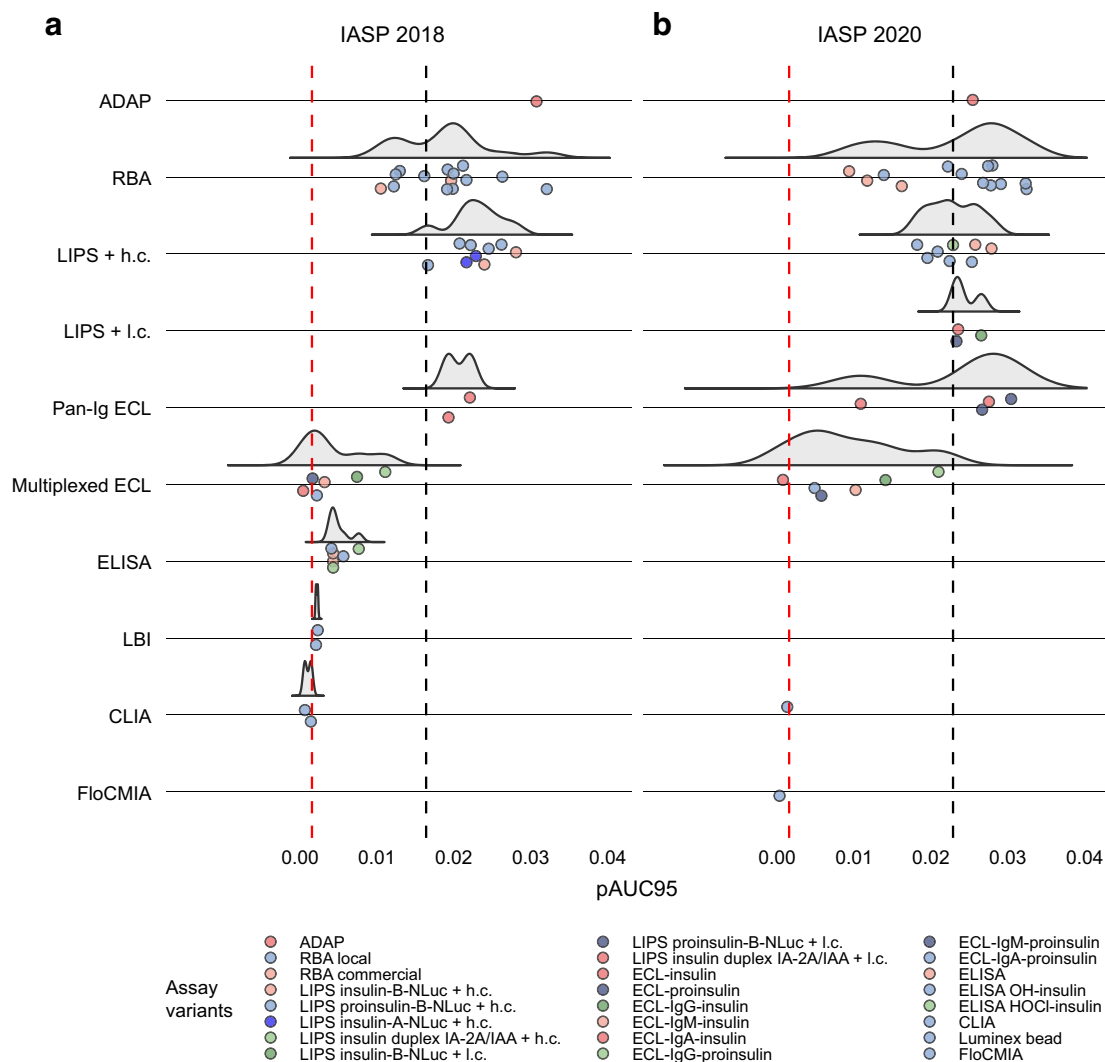 a
b
IASP 2018
IASP 2020
ADAP
RBA
LIPS + h.c.
LIPS + l.c.
Pan-Ig ECL
Multiplexed ECL
ELISA
LBI
CLIA
FloCMIA
0.00 0.01 0.02 0.03 0.04
0.00 0.01 0.02 0.03 0.04
pAUC95
Assay variants
ADAP
RBA local
RBA commercial
LIPS insulin-B-NLuc + h.c.
LIPS proinsulin-B-NLuc + h.c.
LIPS insulin-A-NLuc + h.c.
LIPS insulin duplex IA-2A/IAA + h.c.
LIPS insulin-B-NLuc + l.c.
LIPS proinsulin-B-NLuc + l.c.
LIPS insulin duplex IA-2A/IAA + l.c.
ECL-insulin
ECL-proinsulin
ECL-IgG-insulin
ECL-IgM-insulin
ECL-IgA-insulin
ECL-IgG-proinsulin
ECL-IgM-proinsulin
ECL-IgA-proinsulin
ELISA
ELISA OH-insulin
ELISA HOCl-insulin
CLIA
Luminex bead
FloCMIA